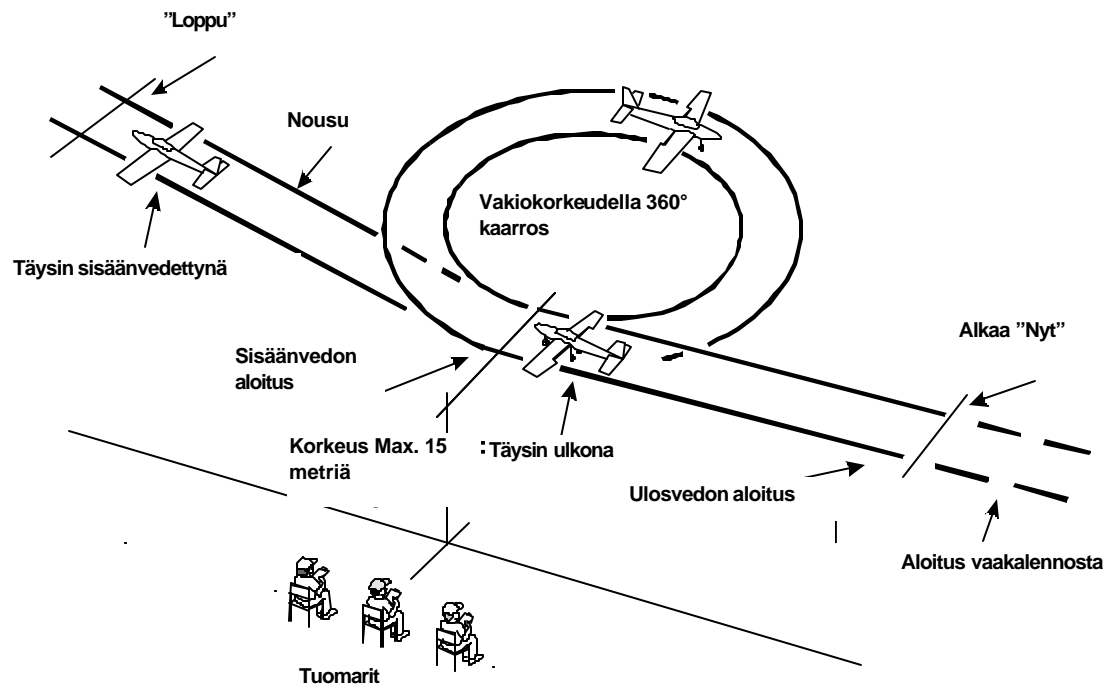 ”Loppu”
Nousu
Vakiokorkeudella 360°
kaarros
Täysin sisäänvedettynä
Alkaa ”Nyt”
Sisäänvedon
aloitus
Korkeus Max. 15
metriä
:Täysin ulkona
Ulosvedon aloitus
Aloitus vaakalennosta
Tuomarit